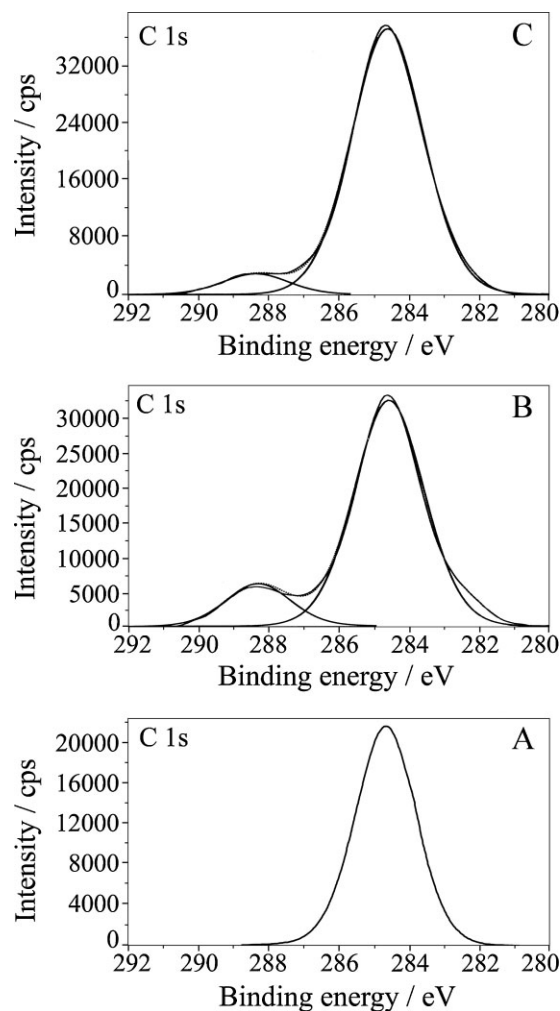 C 1s
C
Intensity / cps
36000
24000
16000
8000
0
292 290 288 286 284 282 280
Binding energy / eV
C 1s
B
Intensity / cps
30000
25000
20000
15000
10000
5000
0
292 290 288 286 284 282 280
Binding energy / eV
C 1s
A
Intensity / cps
20000
16000
12000
8000
4000
0
292 290 288 286 284 282 280
Binding energy / eV